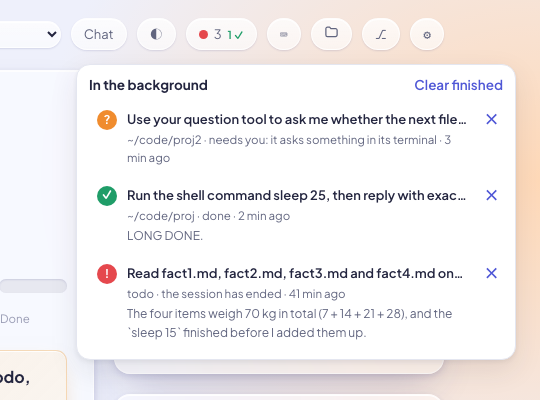 Chat
3 1✓
In the background
Clear finished
? Use your question tool to ask me whether the next file…
~/code/proj2 · needs you: it asks something in its terminal · 3
min ago
Run the shell command sleep 25, then reply with exac…
~/code/proj · done · 2 min ago
LONG DONE.
! Read fact1.md, fact2.md, fact3.md and fact4.md on…
todo · the session has ended · 41 min ago
The four items weigh 70 kg in total (7 + 14 + 21 + 28), and the
`sleep 15` finished before I added them up.
Done
odo,